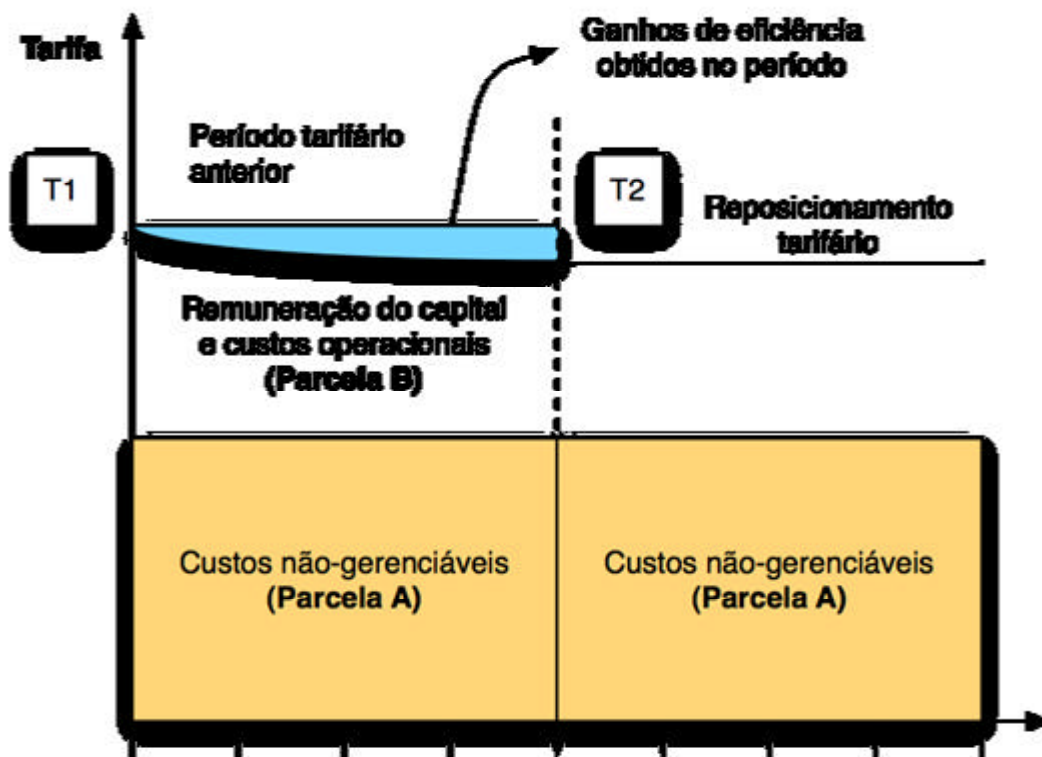 Tarifa
Ganhos de eficiência
obtidos no período
Período tarifário
anterior
T1
T2
Reposicionamento
tarifário
Remuneração do capital
e custos operacionais
(Parcela B)
Custos não-gerenciáveis
(Parcela A)
Custos não-gerenciáveis
(Parcela A)